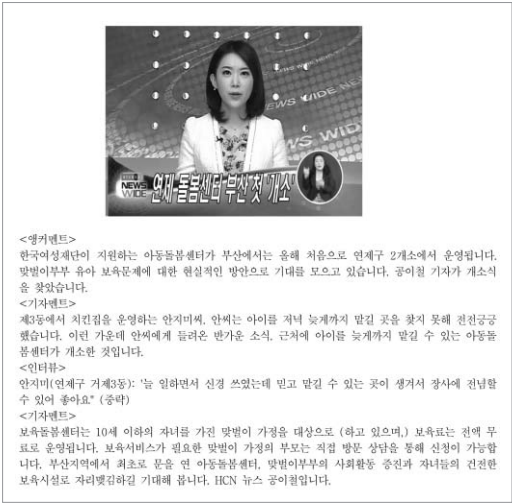 NEWS WIDE NEWS
WS WIDE
NEWS
WIDE
연제 돌봄센터 부산 첫 '개소'
<앵커멘트>
한국여성재단이 지원하는 아동돌봄센터가 부산에서는 올해 처음으로 연제구 2개소에서 운영됩니다.
맞벌이부부 유아 보육문제에 대한 현실적인 방안으로 기대를 모으고 있습니다. 공이철 기자가 개소식
을 찾았습니다.
<기자멘트>
제3동에서 치킨집을 운영하는 안지미씨. 안씨는 아이를 저녁 늦게까지 맡길 곳을 찾지 못해 전전긍긍
했습니다. 이런 가운데 안씨에게 들려온 반가운 소식. 근처에 아이를 늦게까지 맡길 수 있는 아동돌
봄센터가 개소한 것입니다.
<인터뷰>
안지미(연제구 거제3동): '늘 일하면서 신경 쓰였는데 믿고 맡길 수 있는 곳이 생겨서 장사에 전념할
수 있어 좋아요" (중략)
<기자멘트>
보육돌봄센터는 10세 이하의 자녀를 가진 맞벌이 가정을 대상으로 (하고 있으며,) 보육료는 전액 무
료로 운영됩니다. 보육서비스가 필요한 맞벌이 가정의 부모는 직접 방문 상담을 통해 신청이 가능합
니다. 부산지역에서 최초로 문을 연 아동돌봄센터, 맞벌이부부의 사회활동 증진과 자녀들의 건전한
보육시설로 자리맺김하길 기대해 봅니다. HCN 뉴스 공이철입니다.